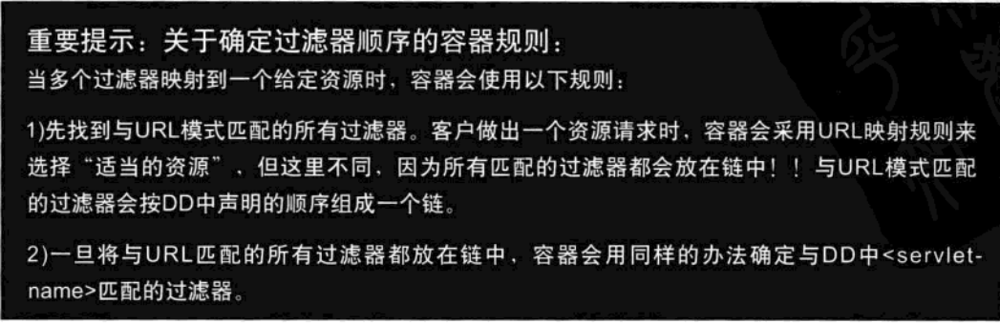 重要提示：关于确定过滤器顺序的容器规则：
当多个过滤器映射到一个给定资源时，容器会使用以下规则：
1)先找到与URL模式匹配的所有过滤器。客户做出一个资源请求时，容器会采用URL映射规则来
选择“适当的资源”，但这里不同，因为所有匹配的过滤器都会放在链中！！与URL模式匹配
的过滤器会按DD中声明的顺序组成一个链。
2)一旦将与URL匹配的所有过滤器都放在链中，容器会用同样的办法确定与DD中<servlet-
name>匹配的过滤器。